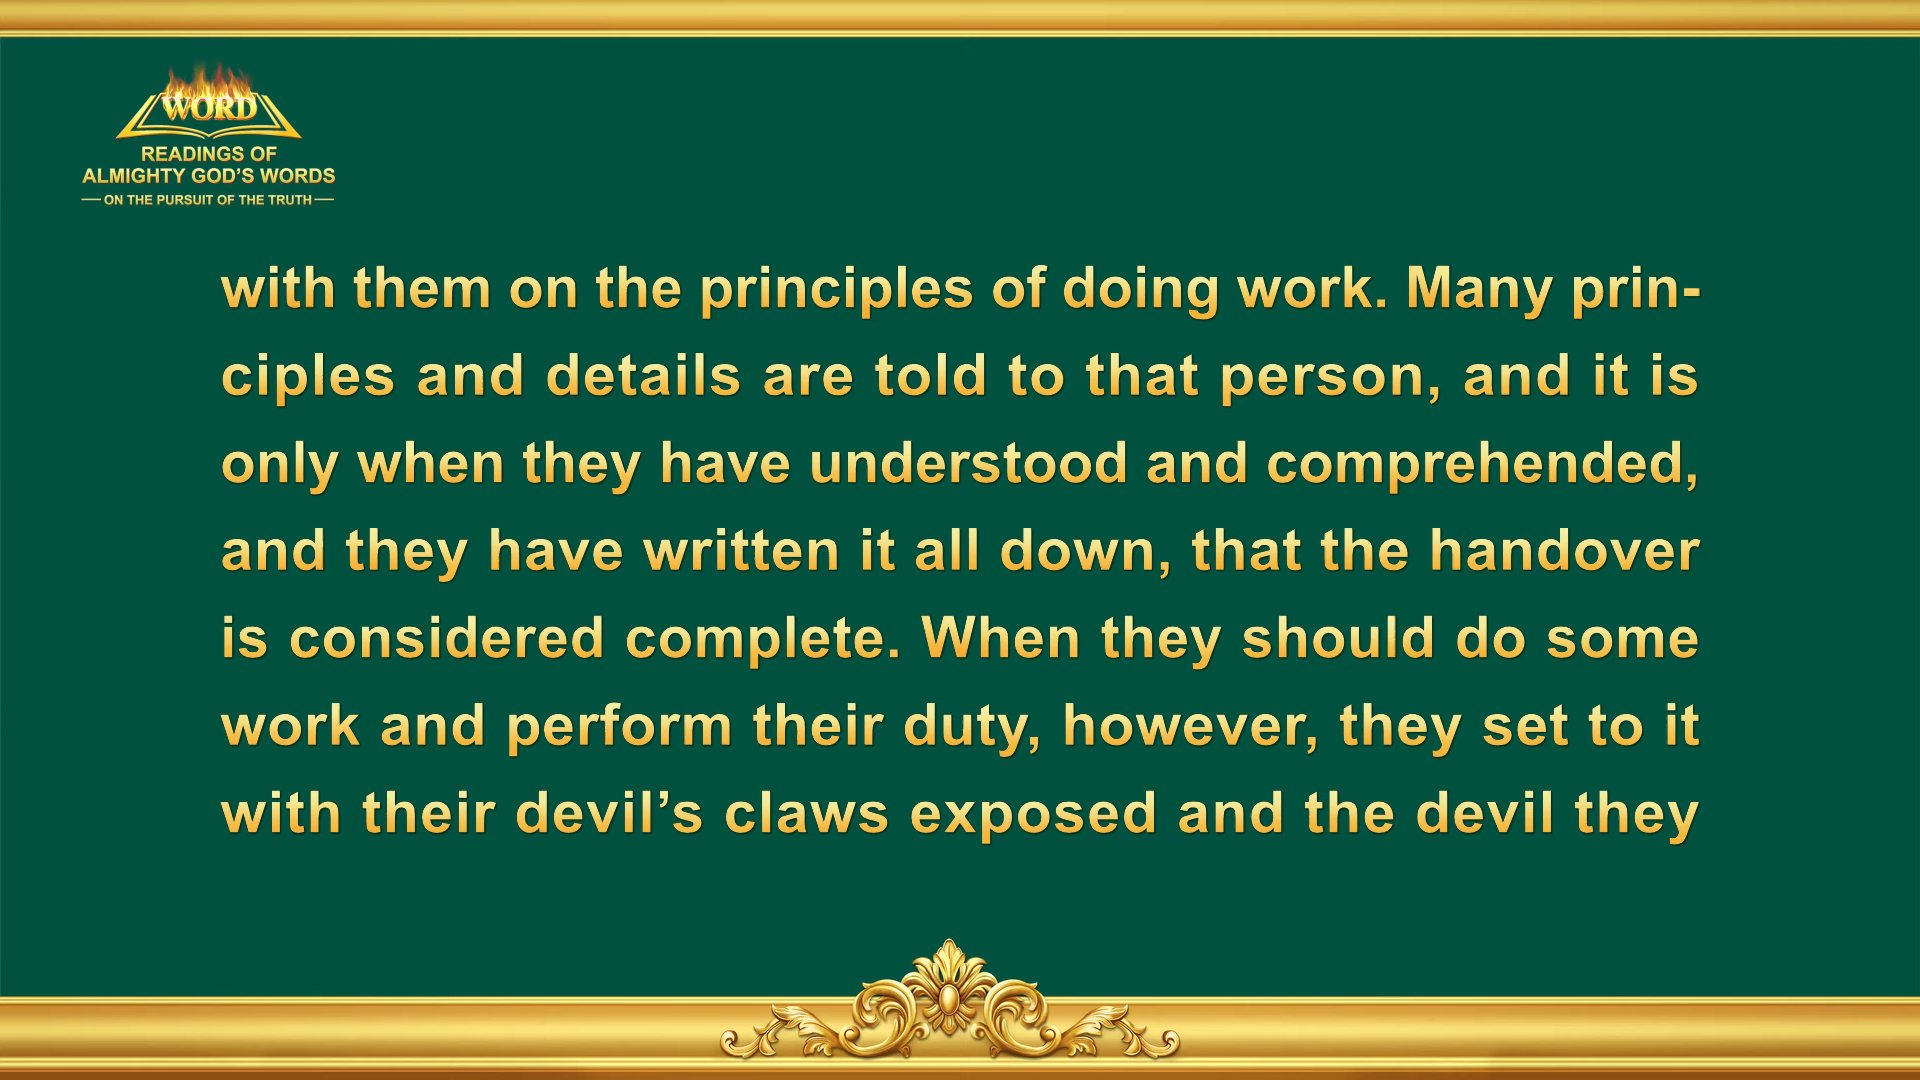 WORD
READINGS OF
ALMIGHTY GOD’S WORDS
— ON THE PURSUIT OF THE TRUTH —
with them on the principles of doing work. Many prin-
ciples and details are told to that person, and it is
only when they have understood and comprehended,
and they have written it all down, that the handover
is considered complete. When they should do some
work and perform their duty, however, they set to it
with their devil’s claws exposed and the devil they